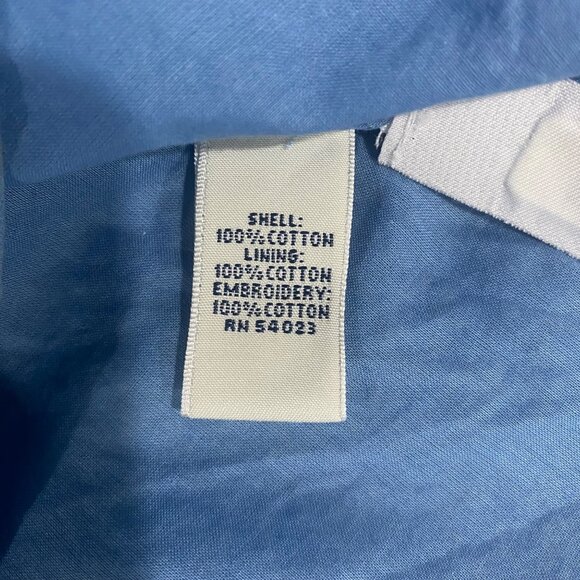 SHELL:
100% COTTON
LINING:
100% COTTON
EMBROIDERY:
100% COTTON
RN 54023